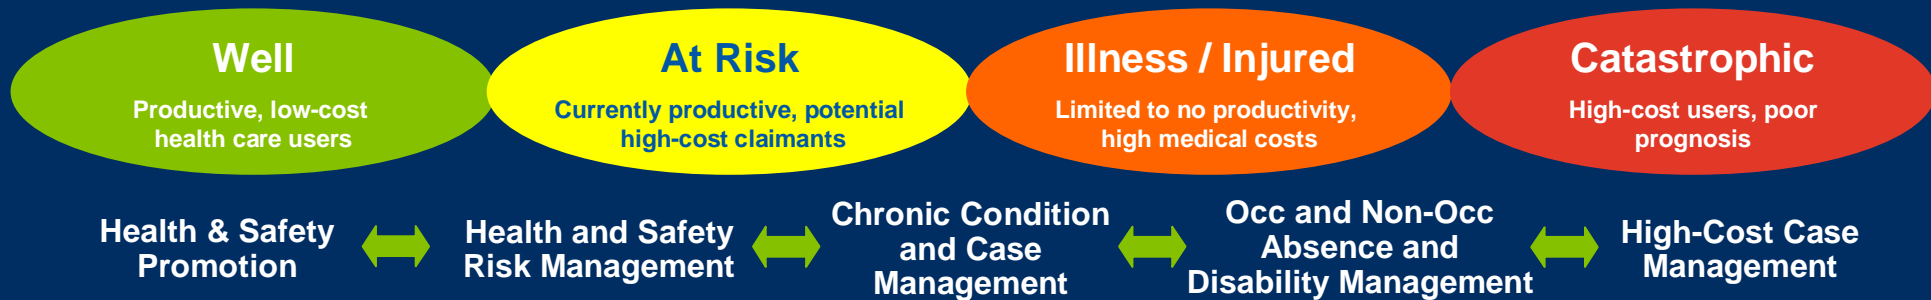 Well
Productive, low-cost
health care users
At Risk
Currently productive, potential
high-cost claimants
Illness / Injured
Limited to no productivity,
high medical costs
Catastrophic
High-cost users, poor
prognosis
Health & Safety
Promotion
Health and Safety
Risk Management
Chronic Condition
and Case
Management
Occ and Non-Occ
Absence and
Disability Management
High-Cost Case
Management